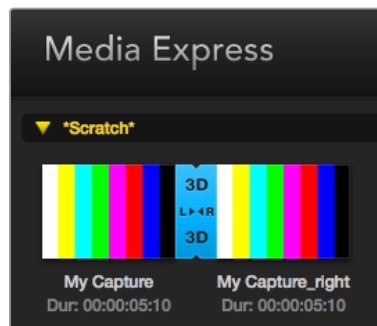 Media Express
*Scratch*
3D
L R
3D
My Capture My Capture_right
Dur: 00:00:05:10 Dur: 00:00:05:10